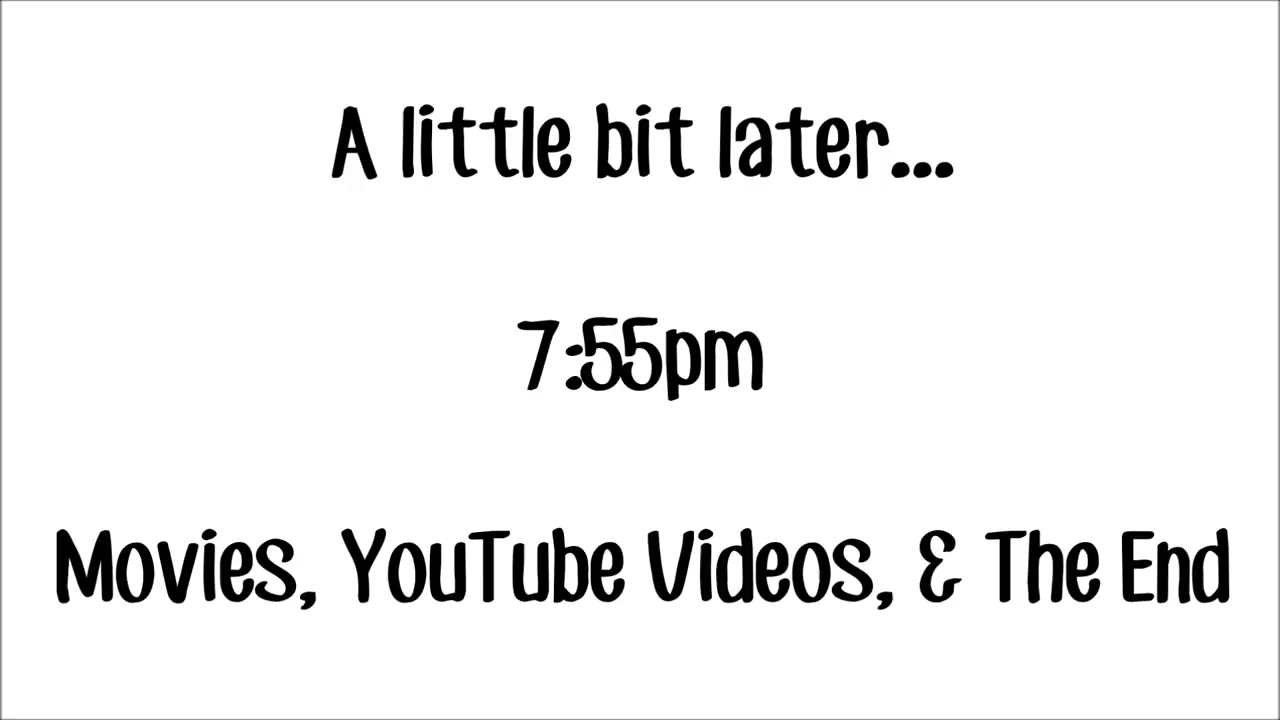 A little bit later...
7:55pm
Movies, YouTube Videos, & The End